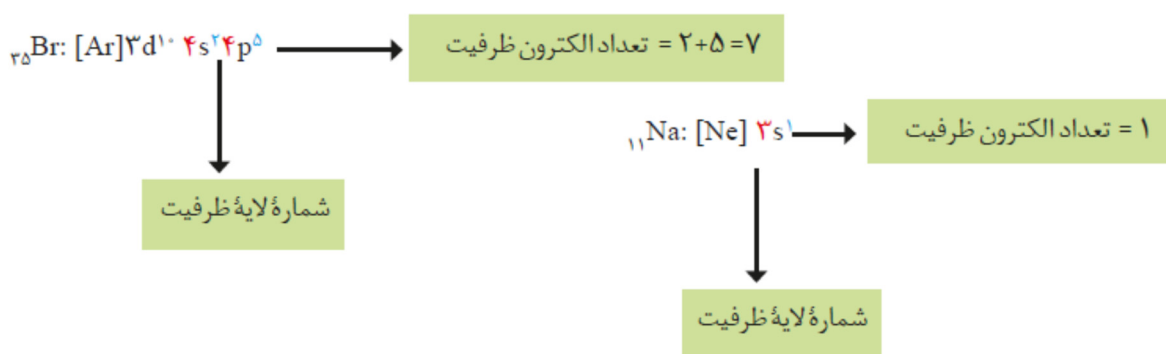 ₃₅Br: [Ar]۳d¹⁰ ۴s²۴p⁵
تعداد الکترون ظرفیت = ۲+۵=۷
شمارهٔ لایهٔ ظرفیت
₁₁Na: [Ne] ۳s¹
تعداد الکترون ظرفیت = ۱
شمارهٔ لایهٔ ظرفیت